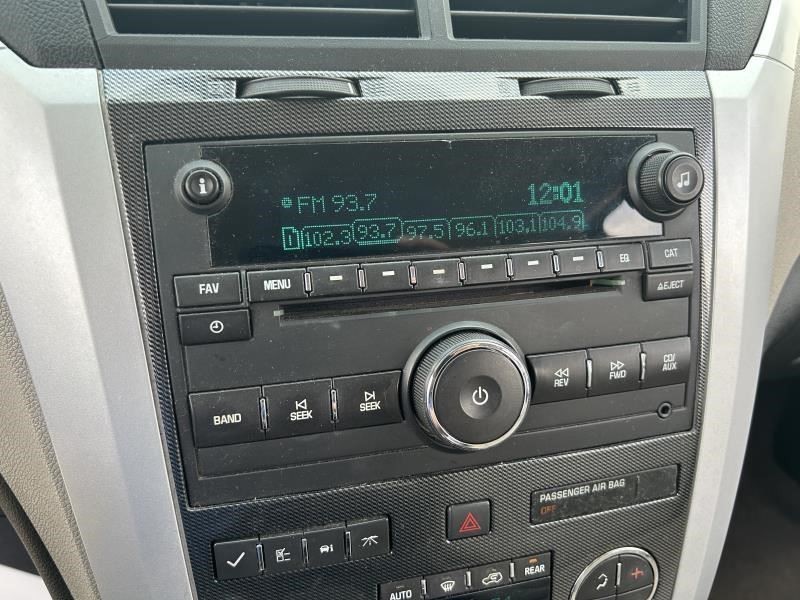 i
FM 93.7 12:01
102.3 93.7 97.5 96.1 103.1 104.9
FAV MENU EQ CAT
EJECT
BAND SEEK SEEK REV FWD CD/AUX
PASSENGER AIR BAG
OFF
AUTO REAR